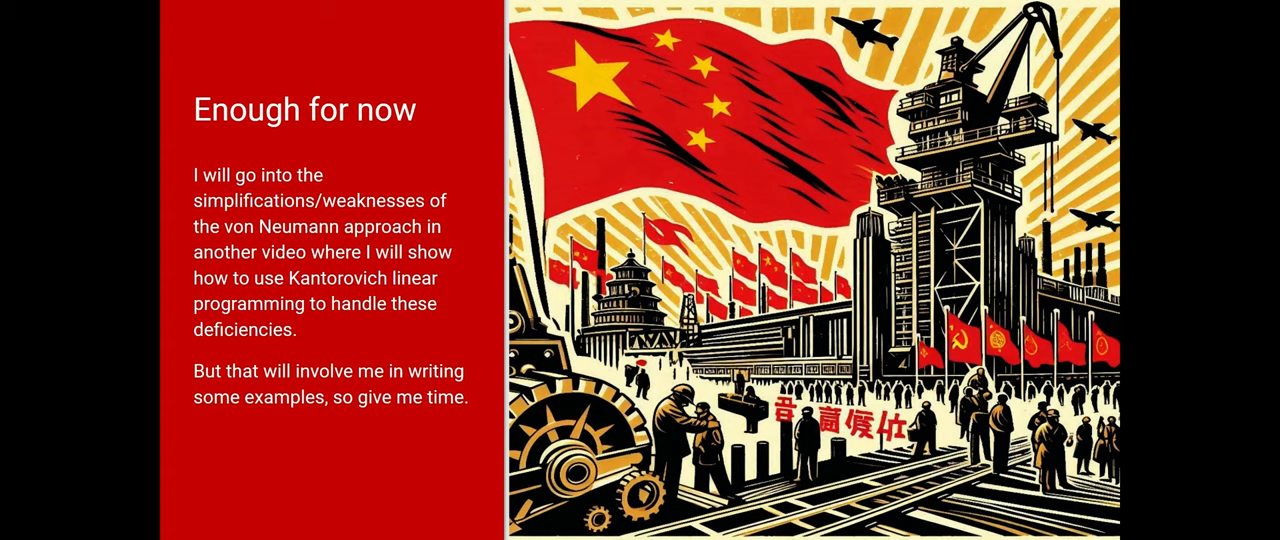 Enough for now
I will go into the
simplifications/weaknesses of
the von Neumann approach in
another video where I will show
how to use Kantorovich linear
programming to handle these
deficiencies.
But that will involve me in writing
some examples, so give me time.